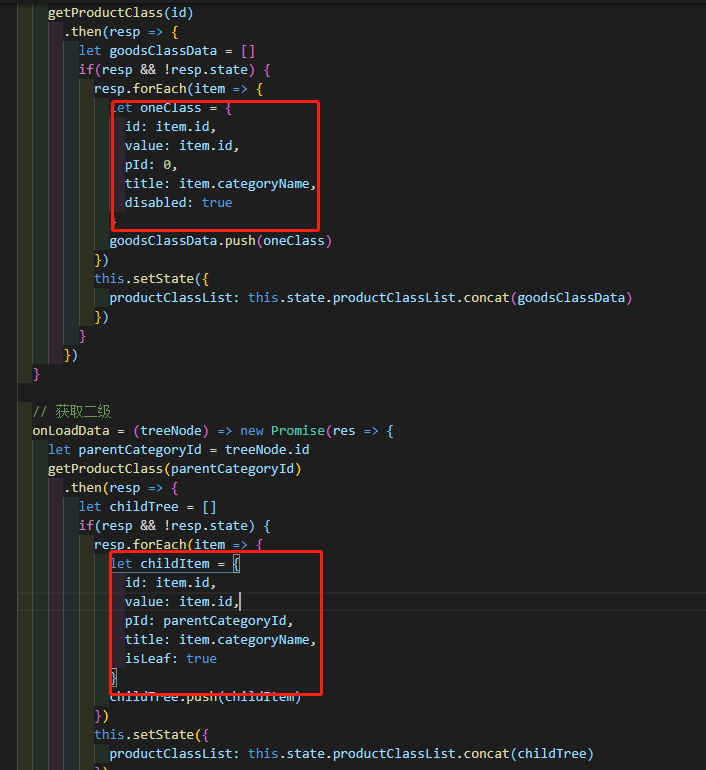 getProductClass(id)
.then(resp => {
let goodsClassData = []
if(resp && !resp.state) {
resp.forEach(item => {
let oneClass = {
id: item.id,
value: item.id,
pId: 0,
title: item.categoryName,
disabled: true
}
goodsClassData.push(oneClass)
})
this.setState({
productClassList: this.state.productClassList.concat(goodsClassData)
})
}
})
}
// 获取二级
onLoadData = (treeNode) => new Promise(res => {
let parentCategoryId = treeNode.id
getProductClass(parentCategoryId)
.then(resp => {
let childTree = []
if(resp && !resp.state) {
resp.forEach(item => {
let childItem = {
id: item.id,
value: item.id,
pId: parentCategoryId,
title: item.categoryName,
isLeaf: true
}
childTree.push(childItem)
})
this.setState({
productClassList: this.state.productClassList.concat(childTree)
})